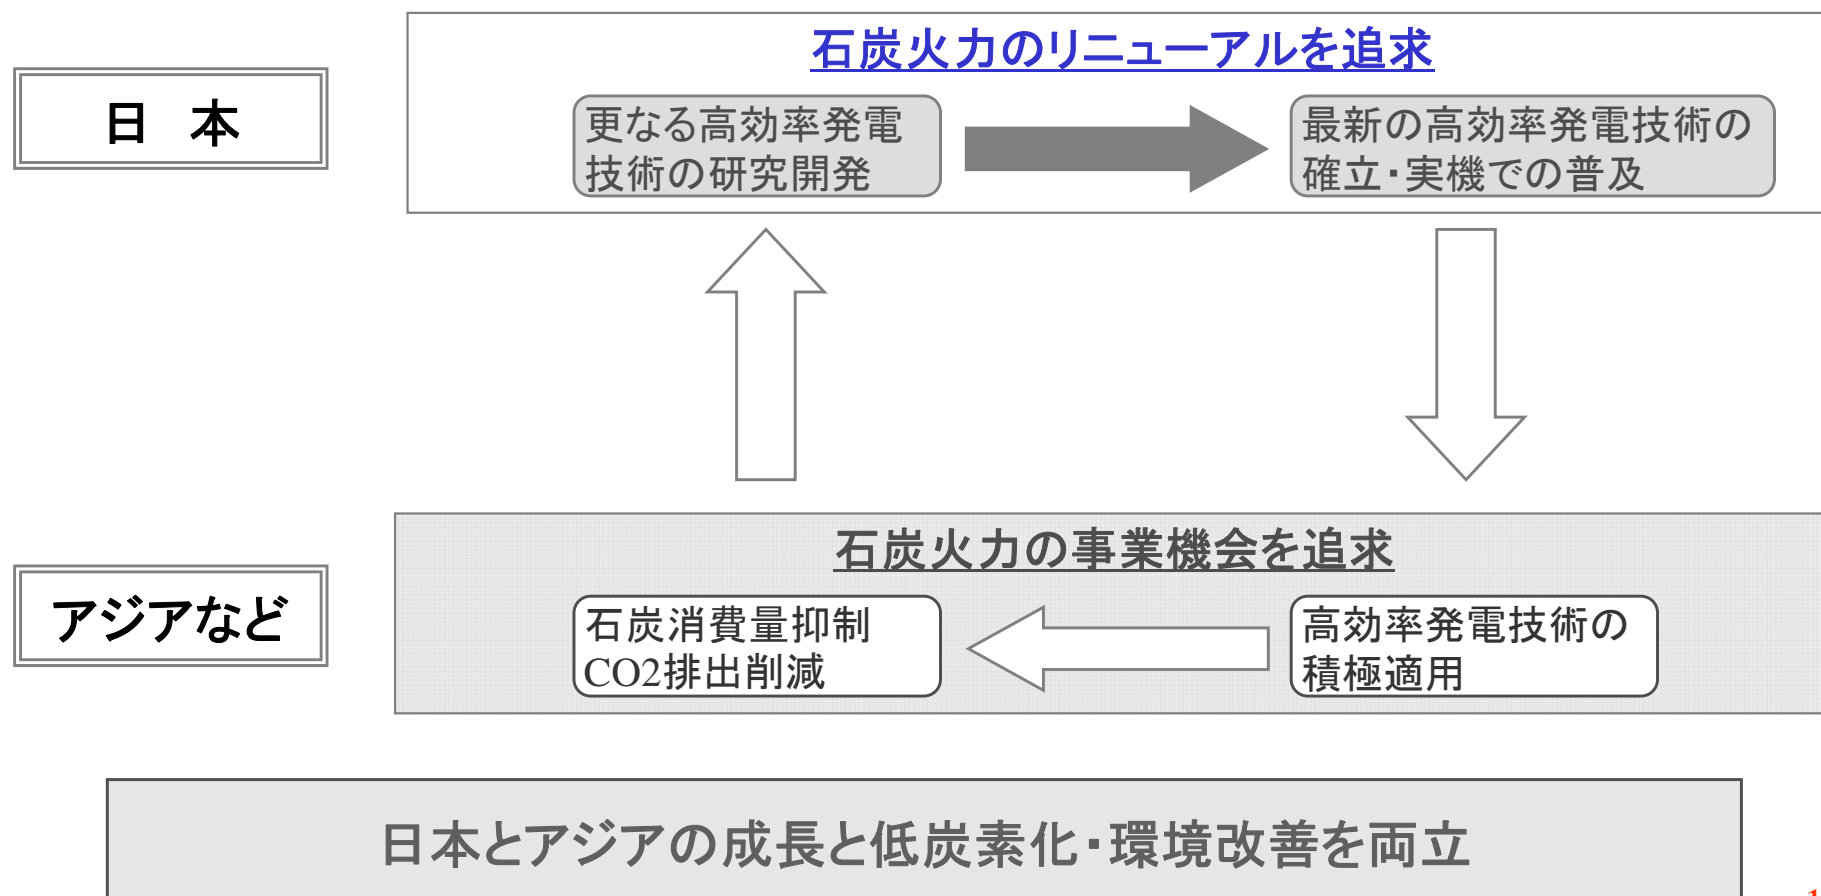 石炭火力のリニューアルを追求
日 本
更なる高効率発電
技術の研究開発
最新の高効率発電技術の
確立・実機での普及
石炭火力の事業機会を追求
アジアなど
石炭消費量抑制
CO2排出削減
高効率発電技術の
積極適用
日本とアジアの成長と低炭素化・環境改善を両立